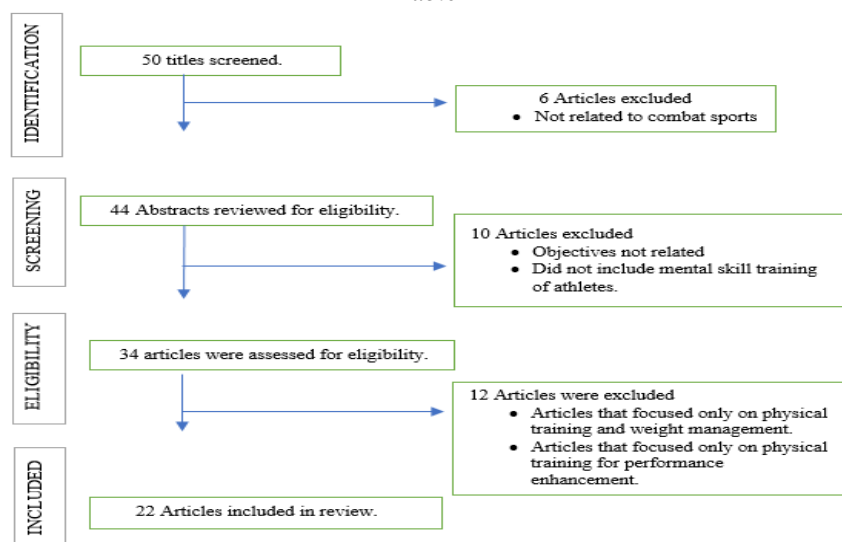 IDENTIFICATION
50 titles screened.
6 Articles excluded
• Not related to combat sports
SCREENING
44 Abstracts reviewed for eligibility.
10 Articles excluded
• Objectives not related
• Did not include mental skill training
of athletes.
ELIGIBILITY
34 articles were assessed for eligibility.
12 Articles were excluded
• Articles that focused only on physical
training and weight management.
• Articles that focused only on physical
training for performance
enhancement.
INCLUDED
22 Articles included in review.